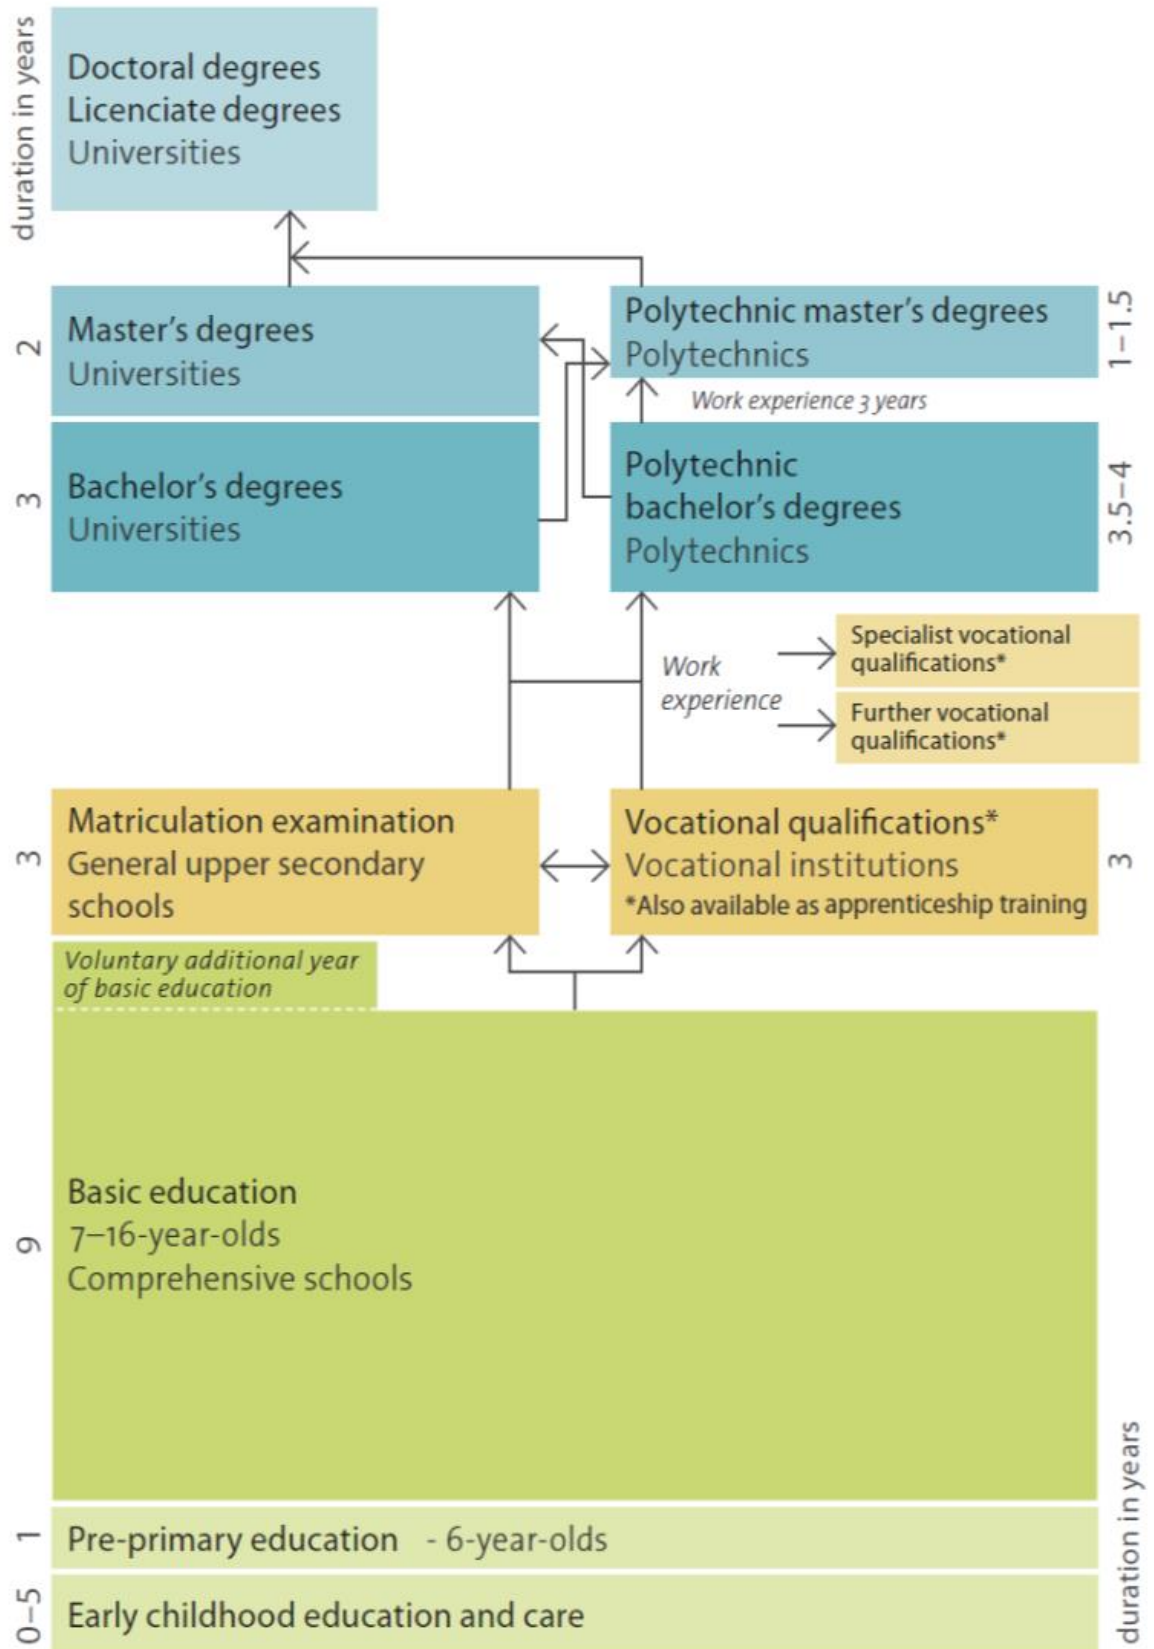 duration in years
Doctoral degrees
Licenciate degrees
Universities
2
Master's degrees
Universities
Polytechnic master's degrees
Polytechnics
1–1.5
Work experience 3 years
3
Bachelor's degrees
Universities
Polytechnic
bachelor's degrees
Polytechnics
3.5–4
Work
experience
Specialist vocational
qualifications*
Further vocational
qualifications*
3
Matriculation examination
General upper secondary
schools
Vocational qualifications*
Vocational institutions
*Also available as apprenticeship training
3
Voluntary additional year
of basic education
9
Basic education
7–16-year-olds
Comprehensive schools
1
Pre-primary education - 6-year-olds
0–5
Early childhood education and care
duration in years